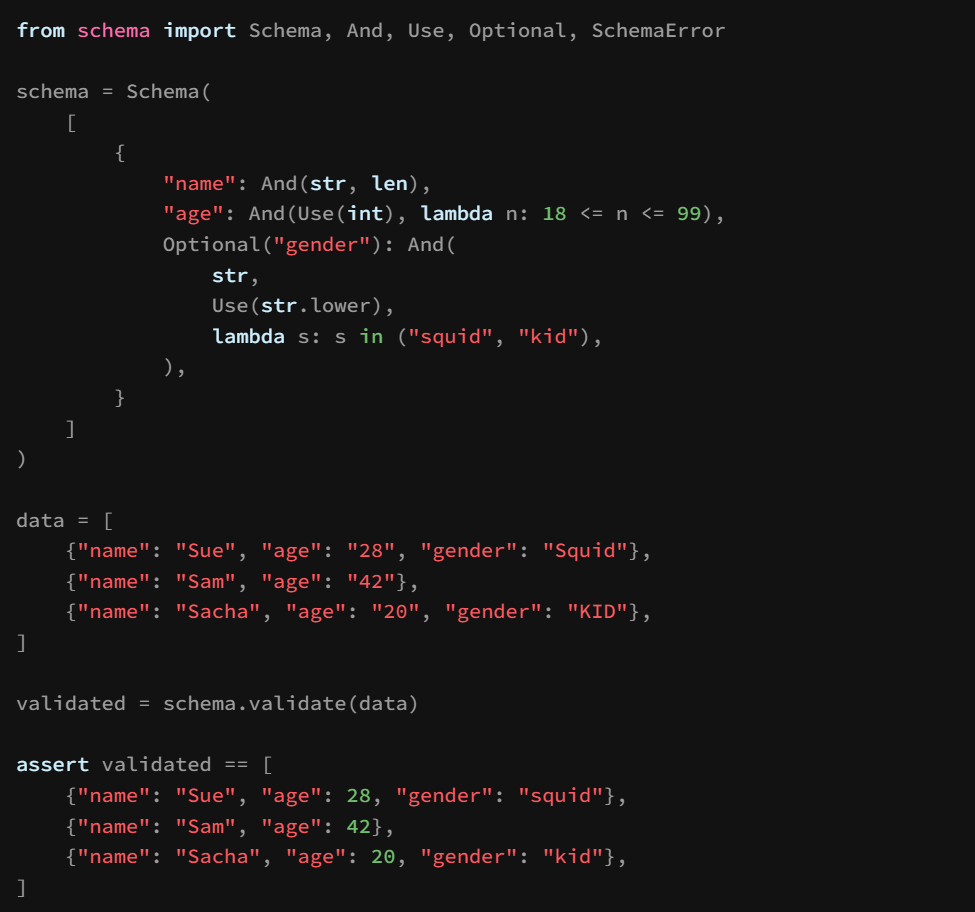 from schema import Schema, And, Use, Optional, SchemaError

schema = Schema(
    [
        {
            "name": And(str, len),
            "age": And(Use(int), lambda n: 18 <= n <= 99),
            Optional("gender"): And(
                str,
                Use(str.lower),
                lambda s: s in ("squid", "kid"),
            ),
        }
    ]
)

data = [
    {"name": "Sue", "age": "28", "gender": "Squid"},
    {"name": "Sam", "age": "42"},
    {"name": "Sacha", "age": "20", "gender": "KID"},
]

validated = schema.validate(data)

assert validated == [
    {"name": "Sue", "age": 28, "gender": "squid"},
    {"name": "Sam", "age": 42},
    {"name": "Sacha", "age": 20, "gender": "kid"},
]